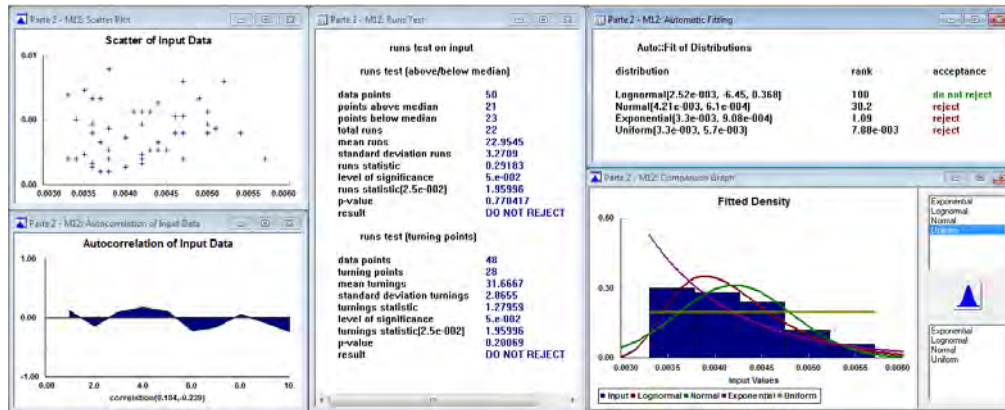 Parte 2 - M12: Scatter Plot
Scatter of Input Data
0.01
0.00
0.00
0.0030 0.0035 0.0040 0.0045 0.0050 0.0055 0.0060
Parte 2 - M12: Autocorrelation of Input Data
Autocorrelation of Input Data
1.00
0.00
-1.00
0.00 2.0 4.0 6.0 8.0 10
correlation(0.184,-0.239)
Parte 2 - M12: Runs Test
runs test on input
runs test (above/below median)
data points 50
points above median 21
points below median 23
total runs 22
mean runs 22.9545
standard deviation runs 3.2709
runs statistic 0.29183
level of significance 5.e-002
runs statistic(2.5e-002) 1.95996
p-value 0.770417
result DO NOT REJECT
runs test (turning points)
data points 48
turning points 28
mean turnings 31.6667
standard deviation turnings 2.8655
turnings statistic 1.27959
level of significance 5.e-002
turnings statistic(2.5e-002) 1.95996
p-value 0.20069
result DO NOT REJECT
Parte 2 - M12: Automatic Fitting
Auto::Fit of Distributions
distribution rank acceptance
Lognormal(2.52e-003, -6.45, 0.368) 100 do not reject
Normal(4.21e-003, 6.1e-004) 30.2 reject
Exponential(3.3e-003, 9.08e-004) 1.09 reject
Uniform(3.3e-003, 5.7e-003) 7.88e-003 reject
Parte 2 - M12: Comparison Graph
Fitted Density
0.60
0.30
0.00
0.0030 0.0035 0.0040 0.0045 0.0050 0.0055 0.0060
Input Values
Input Lognormal Normal Exponential Uniform
Exponential
Lognormal
Normal
Uniform
Exponential
Lognormal
Normal
Uniform